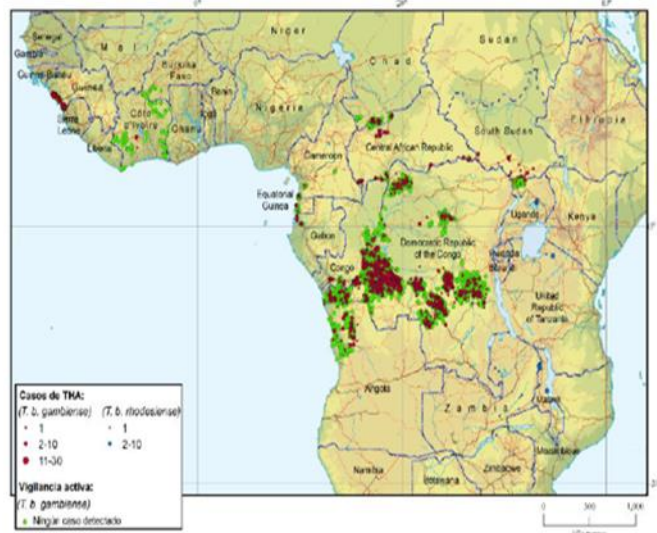 0°
20°
Senegal
Mali
Niger
Chad
Sudan
Gambia
Guinea-Bissau
Guinea
Burkina
Faso
Benin
Nigeria
Sierra
Leone
Côte
d'Ivoire
Ghana
Togo
Liberia
Ethiopia
South Sudan
Central African Republic
Cameroon
Equatorial
Guinea
Gabon
Congo
Democratic Republic
of the Congo
Uganda
Kenya
Rwanda
Burundi
United
Republic
of Tanzania
Angola
Zambia
Malawi
Mozambique
Zimbabwe
Namibia
Botswana
Casos de THA:
(T. b. gambiense) (T. b. rhodesiense)
1 1
2-10 2-10
11-30
Vigilancia activa:
(T. b. gambiense)
Ningún caso detectado
0 500 1,000